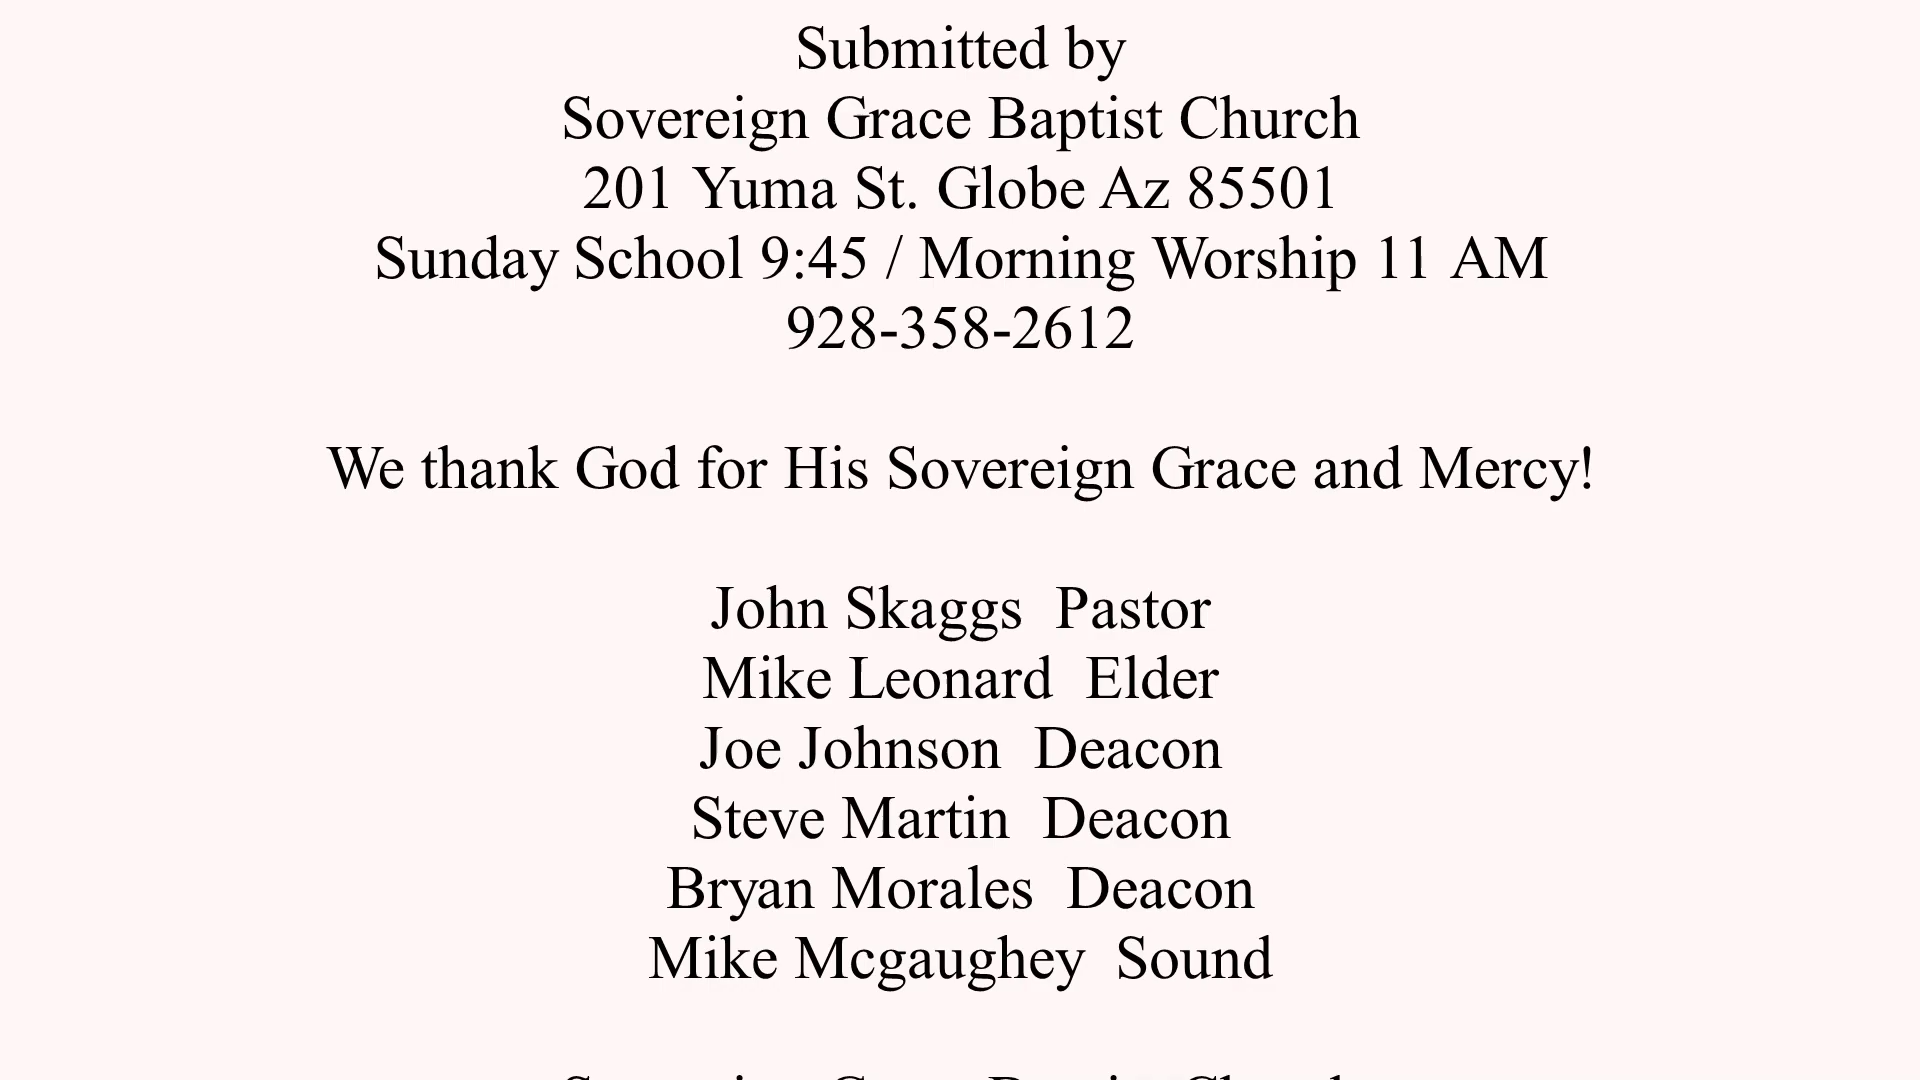 Submitted by
Sovereign Grace Baptist Church
201 Yuma St. Globe Az 85501
Sunday School 9:45 / Morning Worship 11 AM
928-358-2612
We thank God for His Sovereign Grace and Mercy!
John Skaggs  Pastor
Mike Leonard  Elder
Joe Johnson  Deacon
Steve Martin  Deacon
Bryan Morales  Deacon
Mike Mcgaughey  Sound